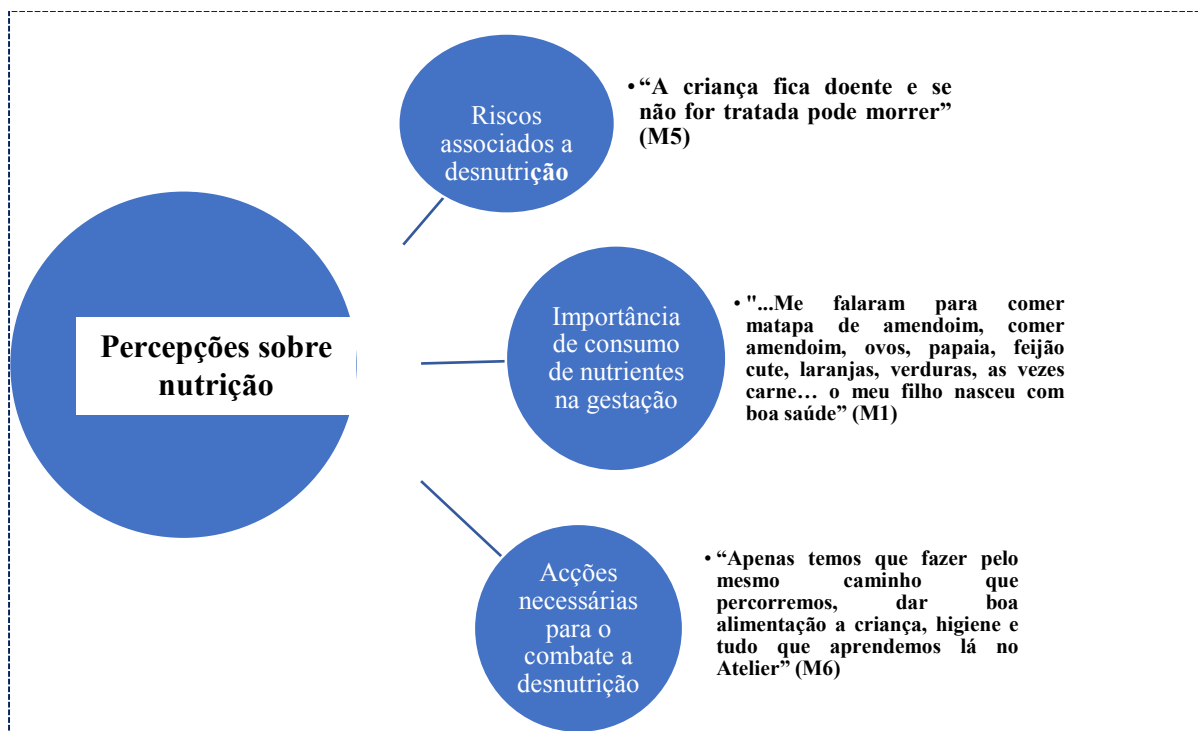 Percepções sobre
nutrição
Riscos
associados a
desnutrição
• “A criança fica doente e se
não for tratada pode morrer”
(M5)
Importância
de consumo
de nutrientes
na gestação
• "...Me falaram para comer
matapa de amendoim, comer
amendoim, ovos, papaia, feijão
cute, laranjas, verduras, as vezes
carne… o meu filho nasceu com
boa saúde” (M1)
Acções
necessárias
para o
combate a
desnutrição
• “Apenas temos que fazer pelo
mesmo caminho que
percorremos, dar boa
alimentação a criança, higiene e
tudo que aprendemos lá no
Atelier” (M6)